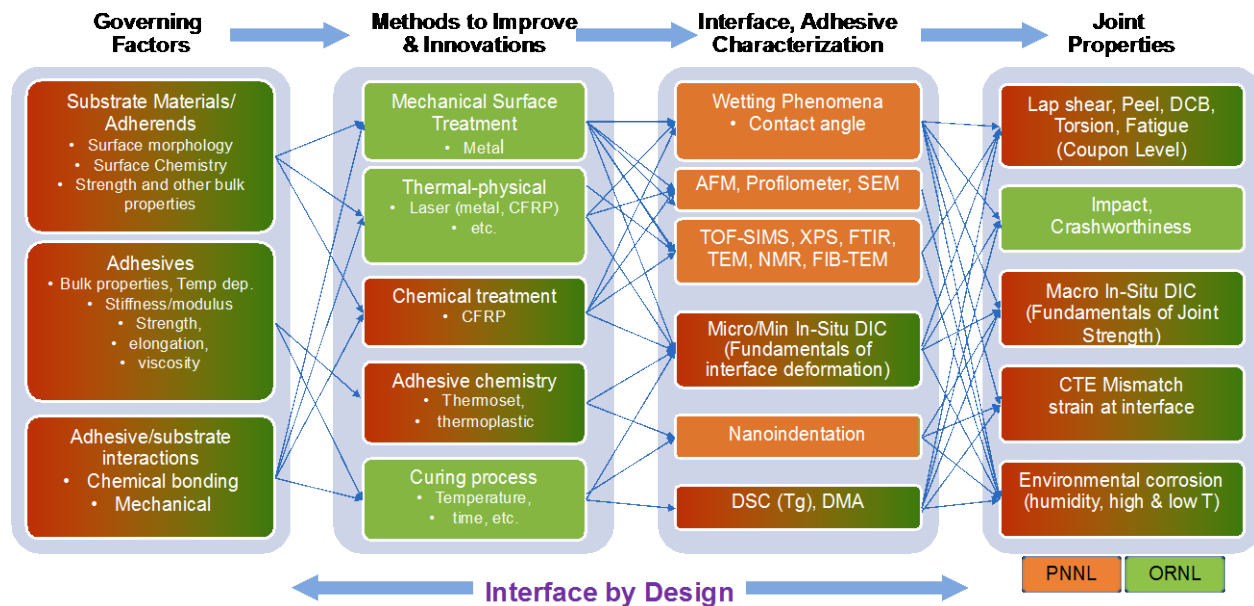 Governing
Factors
Methods to Improve
& Innovations
Interface, Adhesive
Characterization
Joint
Properties
Substrate Materials/
Adherends
• Surface morphology
• Surface Chemistry
• Strength and other bulk
properties
Adhesives
• Bulk properties, Temp dep.
• Stiffness/modulus
• Strength,
• elongation,
• viscosity
Adhesive/substrate
interactions
• Chemical bonding
• Mechanical
Mechanical Surface
Treatment
• Metal
Thermal-physical
• Laser (metal, CFRP)
• etc.
Chemical treatment
• CFRP
Adhesive chemistry
• Thermoset,
• thermoplastic
Curing process
• Temperature,
• time, etc.
Wetting Phenomena
• Contact angle
AFM, Profilometer, SEM
TOF-SIMS, XPS, FTIR,
TEM, NMR, FIB-TEM
Micro/Min In-Situ DIC
(Fundamentals of
interface deformation)
Nanoindentation
DSC (Tg), DMA
Lap shear, Peel, DCB,
Torsion, Fatigue
(Coupon Level)
Impact,
Crashworthiness
Macro In-Situ DIC
(Fundamentals of Joint
Strength)
CTE Mismatch
strain at interface
Environmental corrosion
(humidity, high & low T)
Interface by Design
PNNL
ORNL